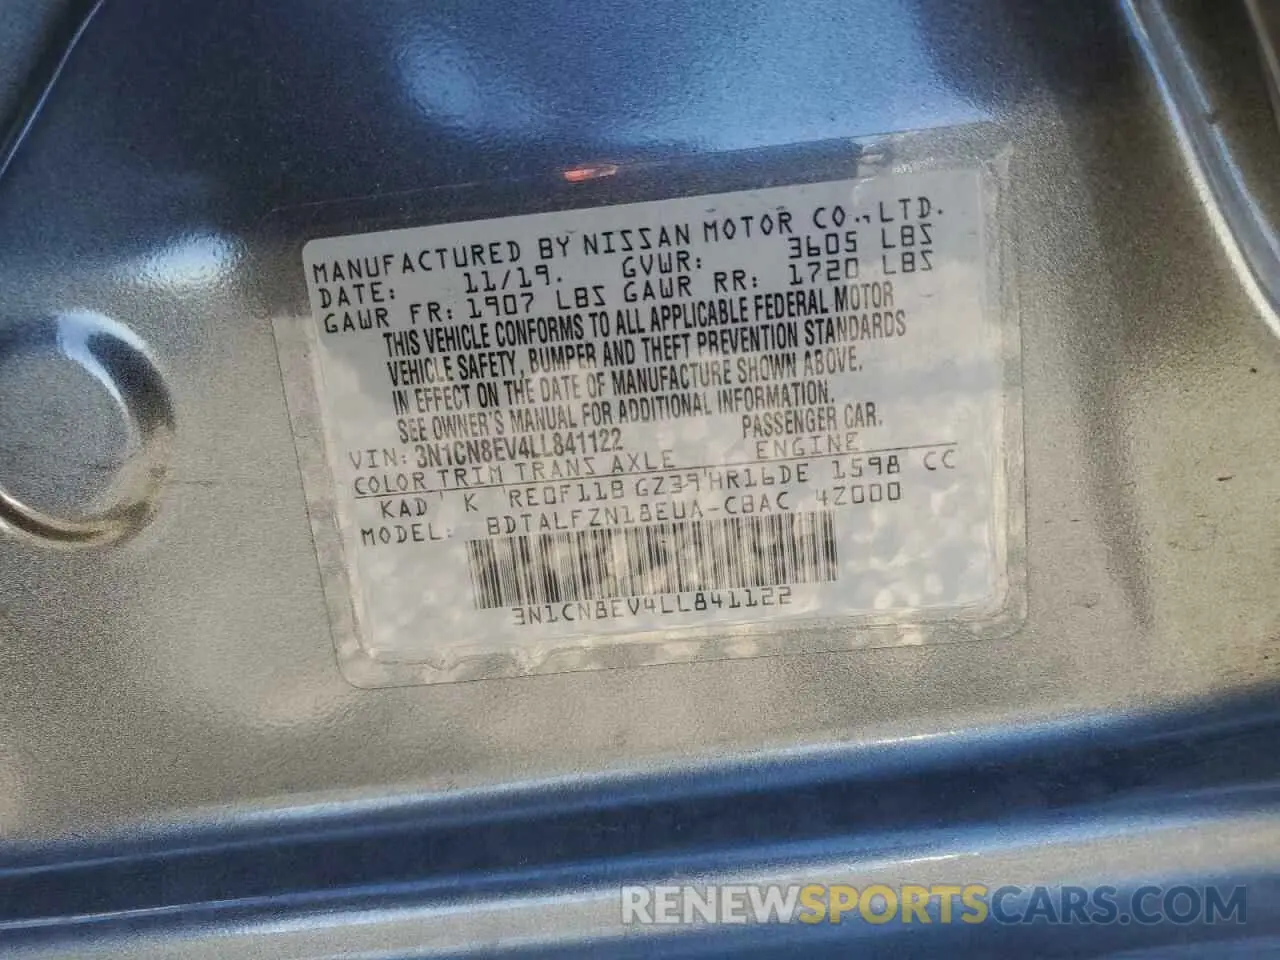 MANUFACTURED BY NISSAN MOTOR CO., LTD.
DATE: 11/19. GVWR: 3605 LBS
GAWR FR: 1907 LBS GAWR RR: 1720 LBS
THIS VEHICLE CONFORMS TO ALL APPLICABLE FEDERAL MOTOR
VEHICLE SAFETY, BUMPER AND THEFT PREVENTION STANDARDS
IN EFFECT ON THE DATE OF MANUFACTURE SHOWN ABOVE.
SEE OWNER'S MANUAL FOR ADDITIONAL INFORMATION.
VIN: 3N1CN8EV4LL841122 PASSENGER CAR.
COLOR TRIM TRANS AXLE ENGINE
KAD K RE0F11B GZ39 HR16DE 1598 CC
MODEL: BDTALFZN18EUA-CBAC 4Z000
3N1CN8EV4LL841122
RENEWSPORTSCARS.COM